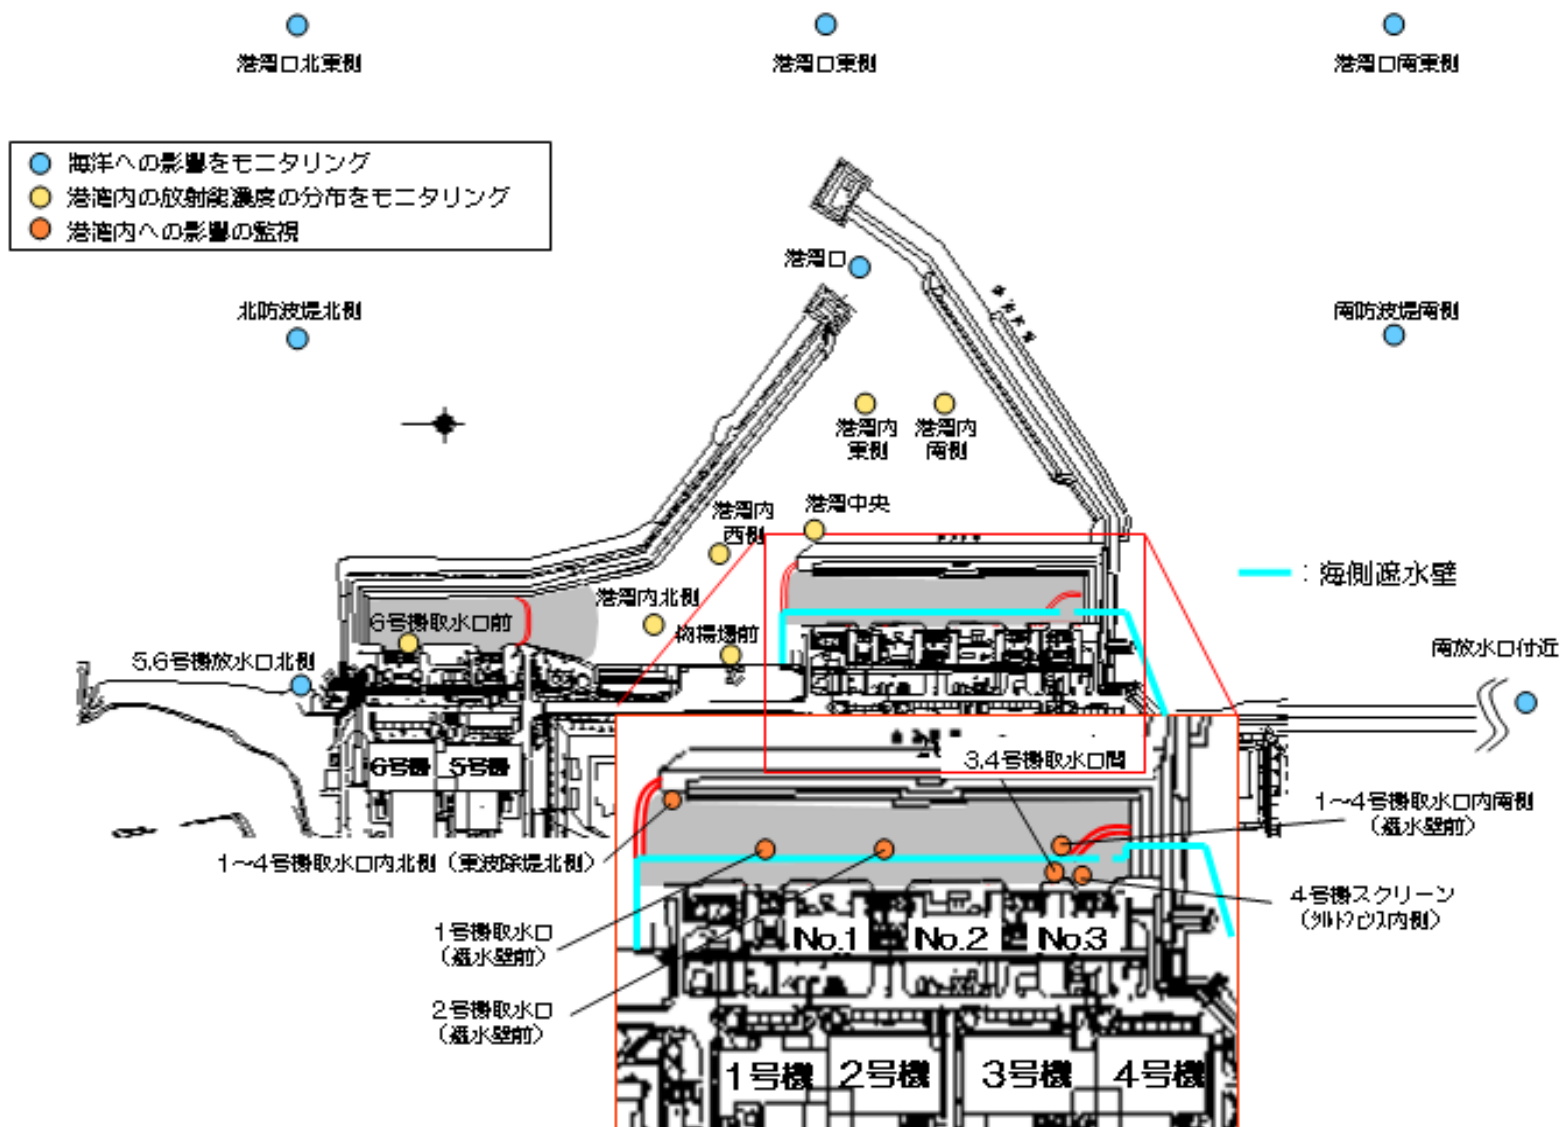 港湾口北東側
港湾口東側
港湾口南東側
海洋への影響をモニタリング
港湾内の放射能濃度の分布をモニタリング
港湾内への影響の監視
港湾口
北防波堤北側
南防波堤南側
港湾内
東側
港湾内
南側
港湾内
西側
港湾中央
:海側遮水壁
港湾内北側
6号機取水口前
物揚場前
5,6号機放水口北側
南放水口付近
6号機
5号機
3,4号機取水口間
1～4号機取水口内南側
(遮水壁前)
1～4号機取水口内北側(東波除堤北側)
4号機スクリーン
(シルトフェンス内側)
1号機取水口
(遮水壁前)
No.1
No.2
No.3
2号機取水口
(遮水壁前)
1号機
2号機
3号機
4号機